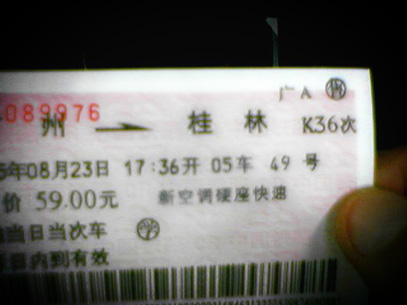 广A
089976
州 桂林 K36次
年08月23日 17:36开 05车 49号
价 59.00元 新空调硬座快速
当日当次车
日内到有效